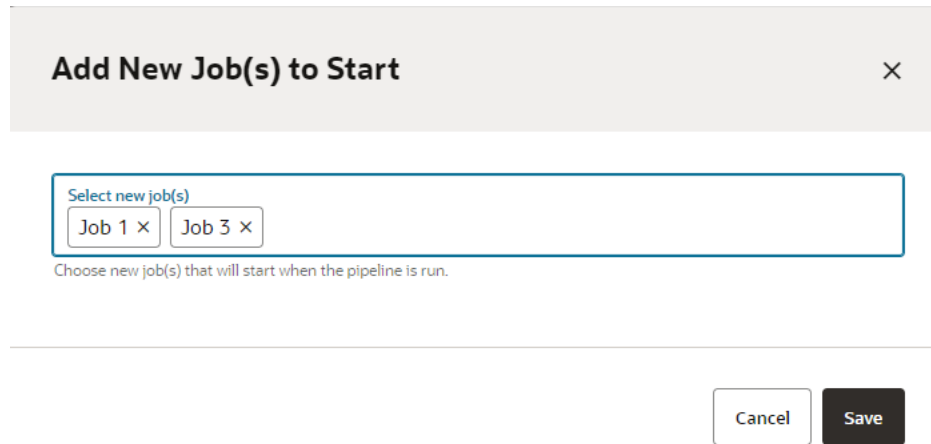 Add New Job(s) to Start
Select new job(s)
Job 1 × Job 3 ×
Choose new job(s) that will start when the pipeline is run.
Cancel Save